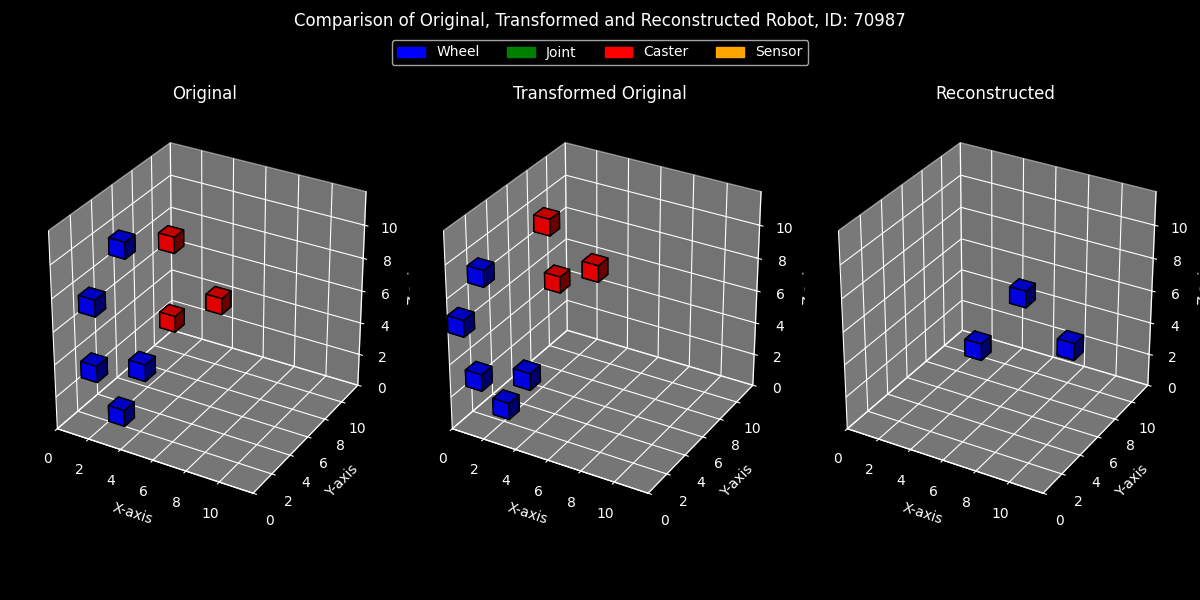 Comparison of Original, Transformed and Reconstructed Robot, ID: 70987
Wheel Joint Caster Sensor
Original Transformed Original Reconstructed
10 10 10
8 8 8
6 6 6
4 4 4
2 2 2
0 0 0
10 10 10
8 8 8
6 6 6
4 4 4
2 2 2
0 0 0
0 2 4 6 8 10 0 2 4 6 8 10 0 2 4 6 8 10
X-axis Y-axis X-axis Y-axis X-axis Y-axis